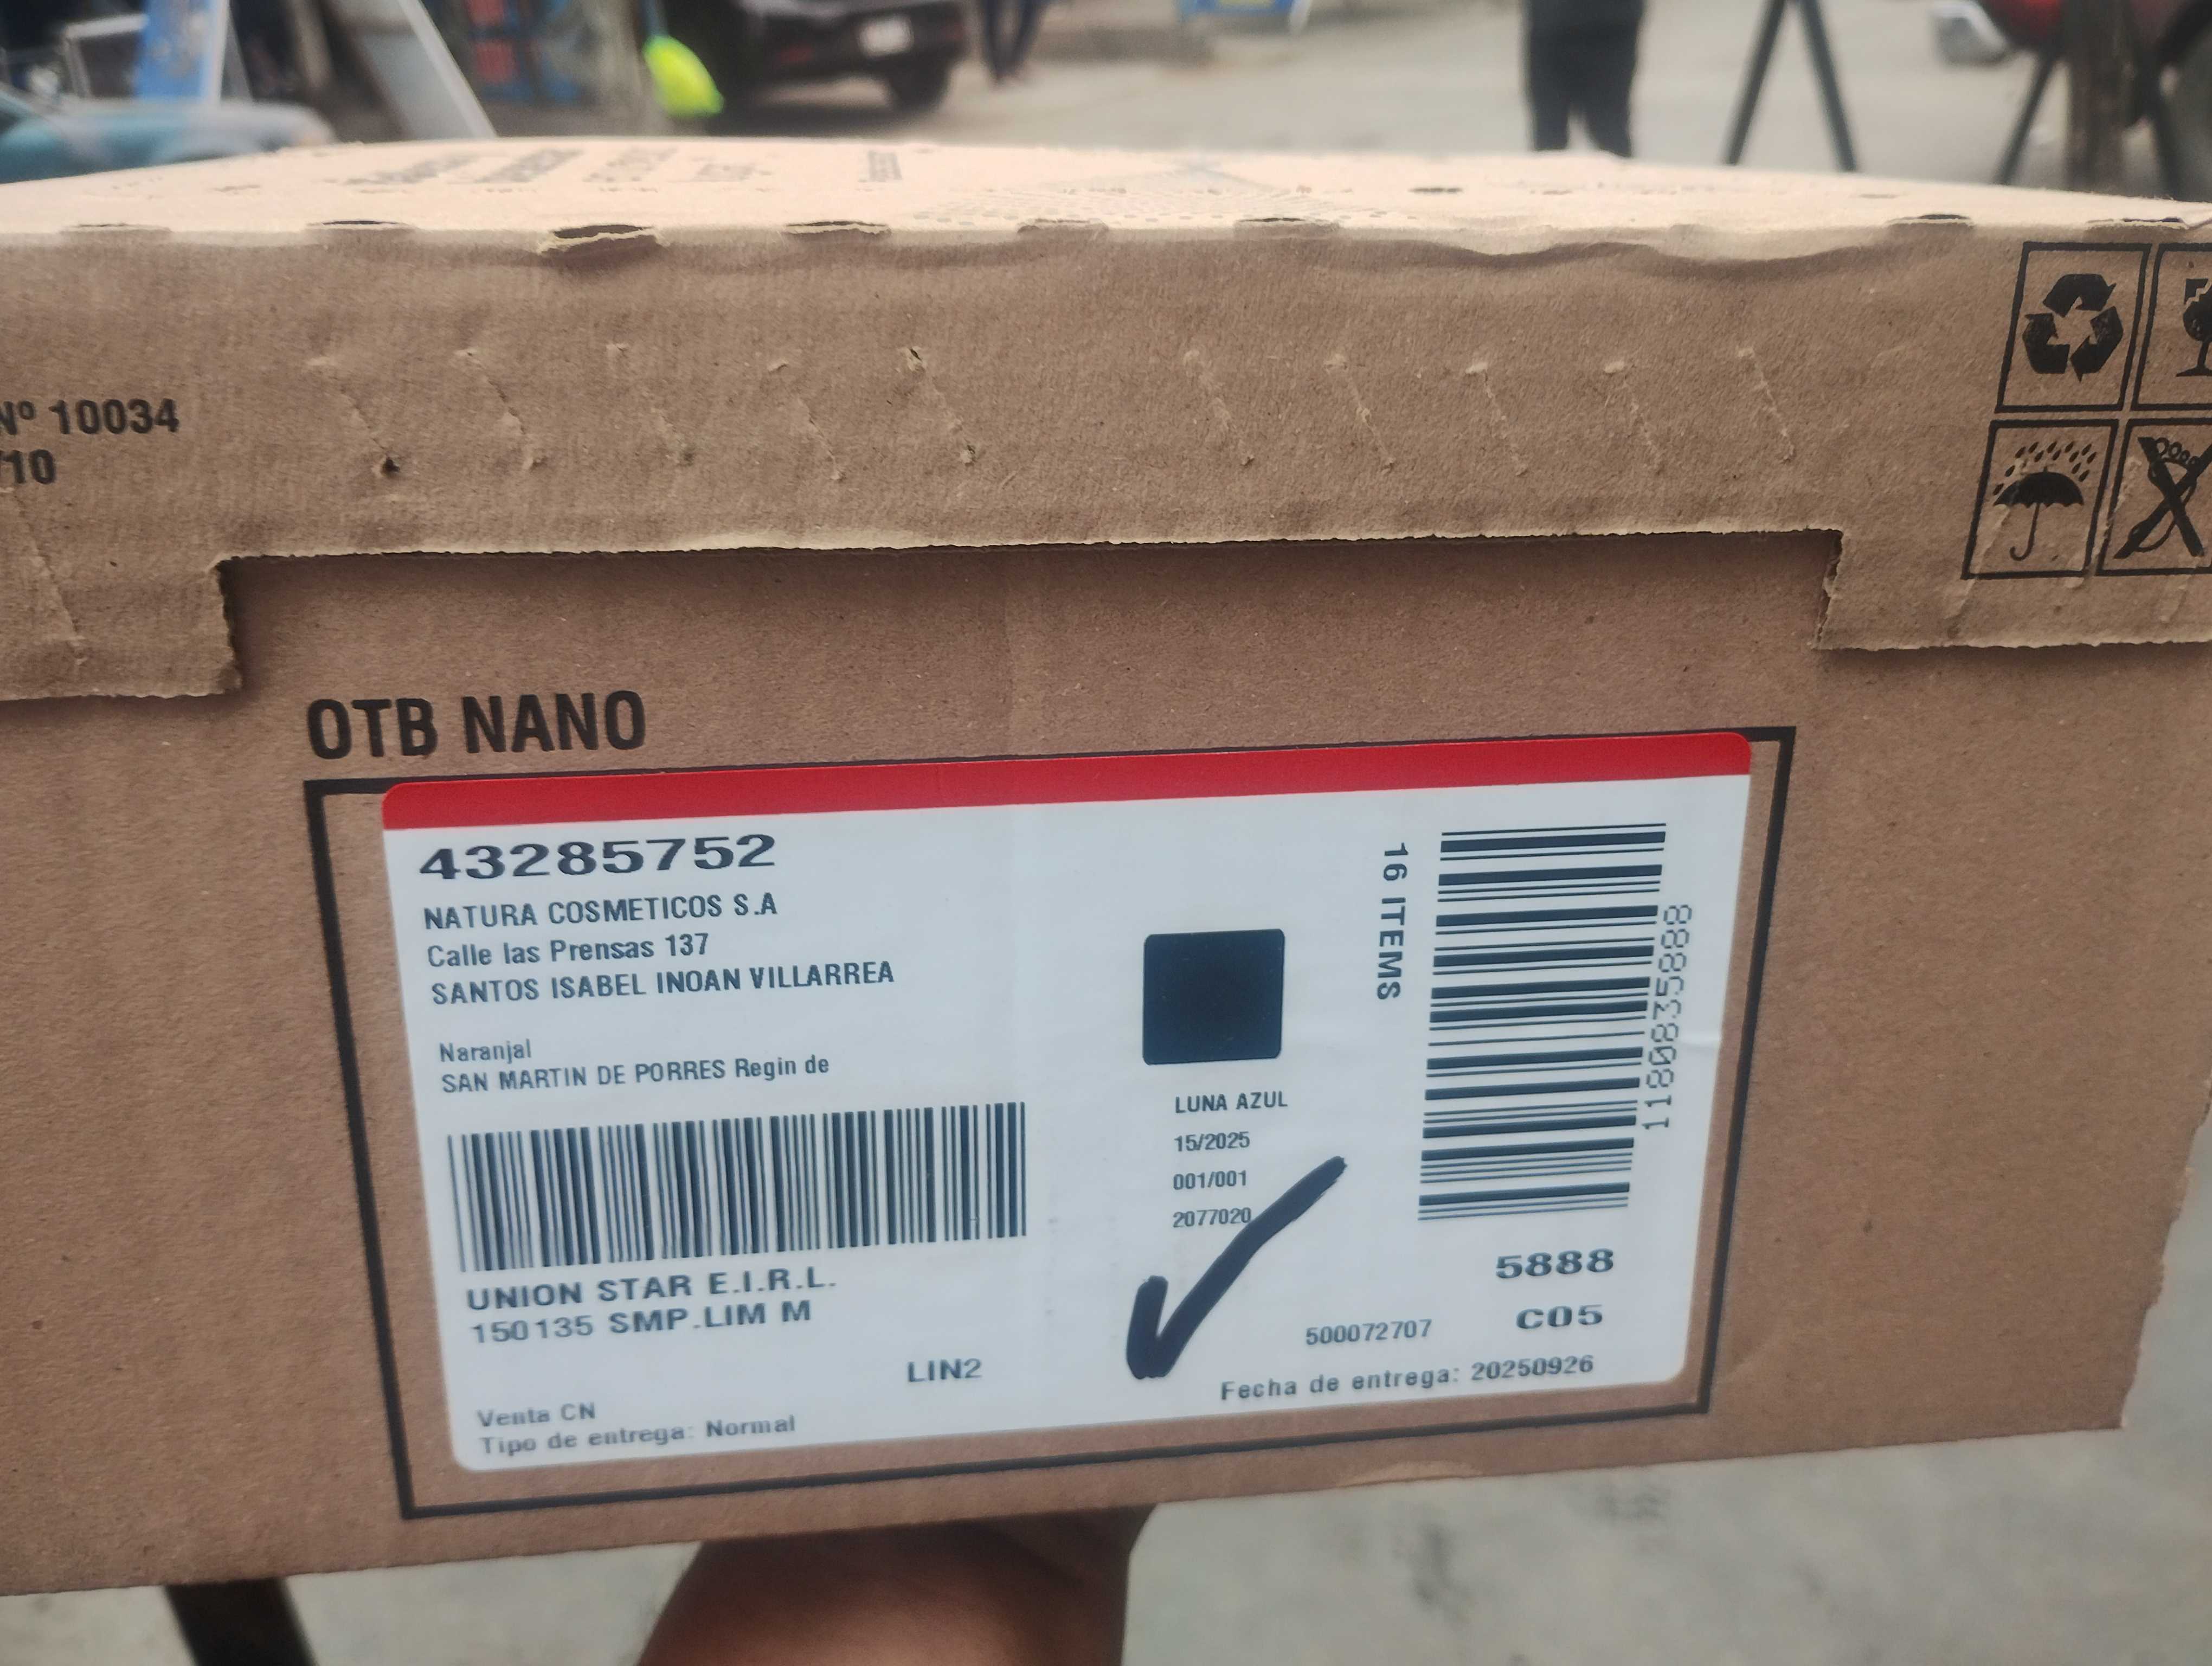 Nº 10034
/10
OTB NANO
43285752
NATURA COSMETICOS S.A
Calle las Prensas 137
SANTOS ISABEL INOAN VILLARREA
Naranjal
SAN MARTIN DE PORRES Regin de
UNION STAR E.I.R.L.
150135 SMP.LIM M
LIN2
Venta CN
Tipo de entrega: Normal
LUNA AZUL
15/2025
001/001
2077020
16 ITEMS
1180835888
5888
C05
500072707
Fecha de entrega: 20250926